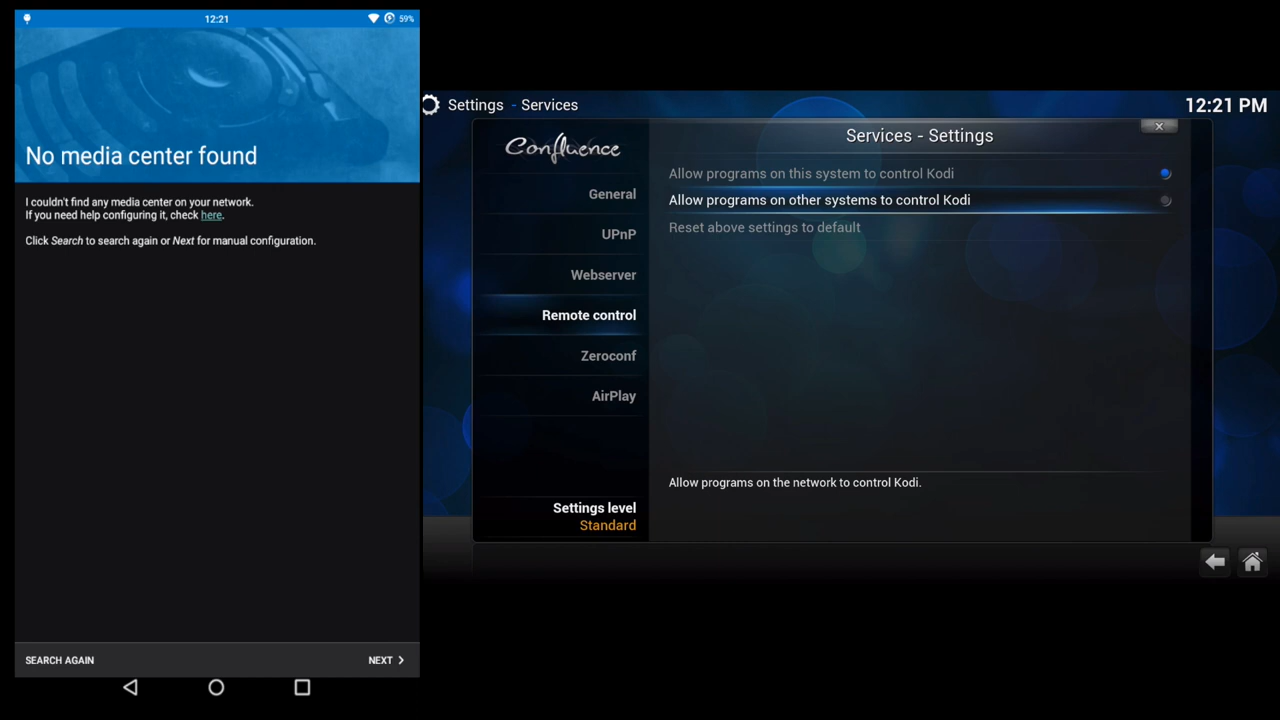 12:21
59%
No media center found
I couldn't find any media center on your network.
If you need help configuring it, check here.
Click Search to search again or Next for manual configuration.
SEARCH AGAIN
NEXT
Settings - Services
12:21 PM
Confluence
General
UPnP
Webserver
Remote control
Zeroconf
AirPlay
Settings level
Standard
Services - Settings
Allow programs on this system to control Kodi
Allow programs on other systems to control Kodi
Reset above settings to default
Allow programs on the network to control Kodi.